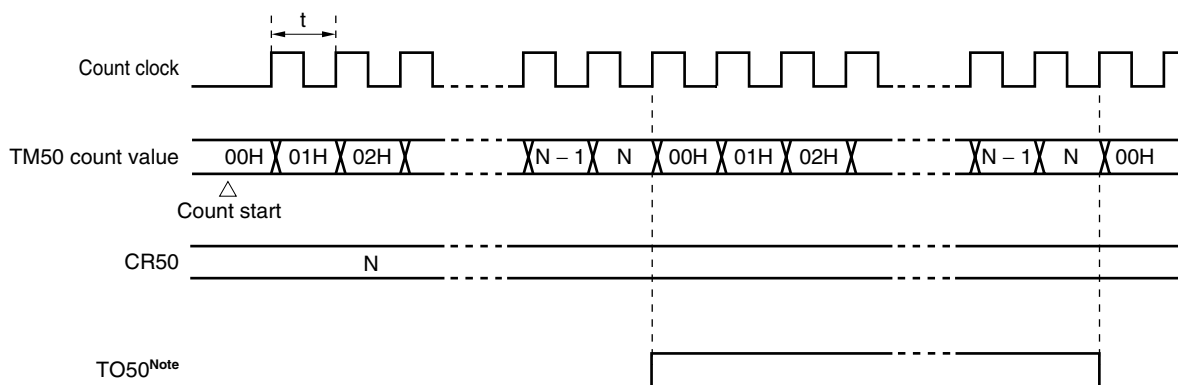 t
Count clock
TM50 count value 00H 01H 02H N – 1 N 00H 01H 02H N – 1 N 00H
Count start
CR50 N
TO50Note